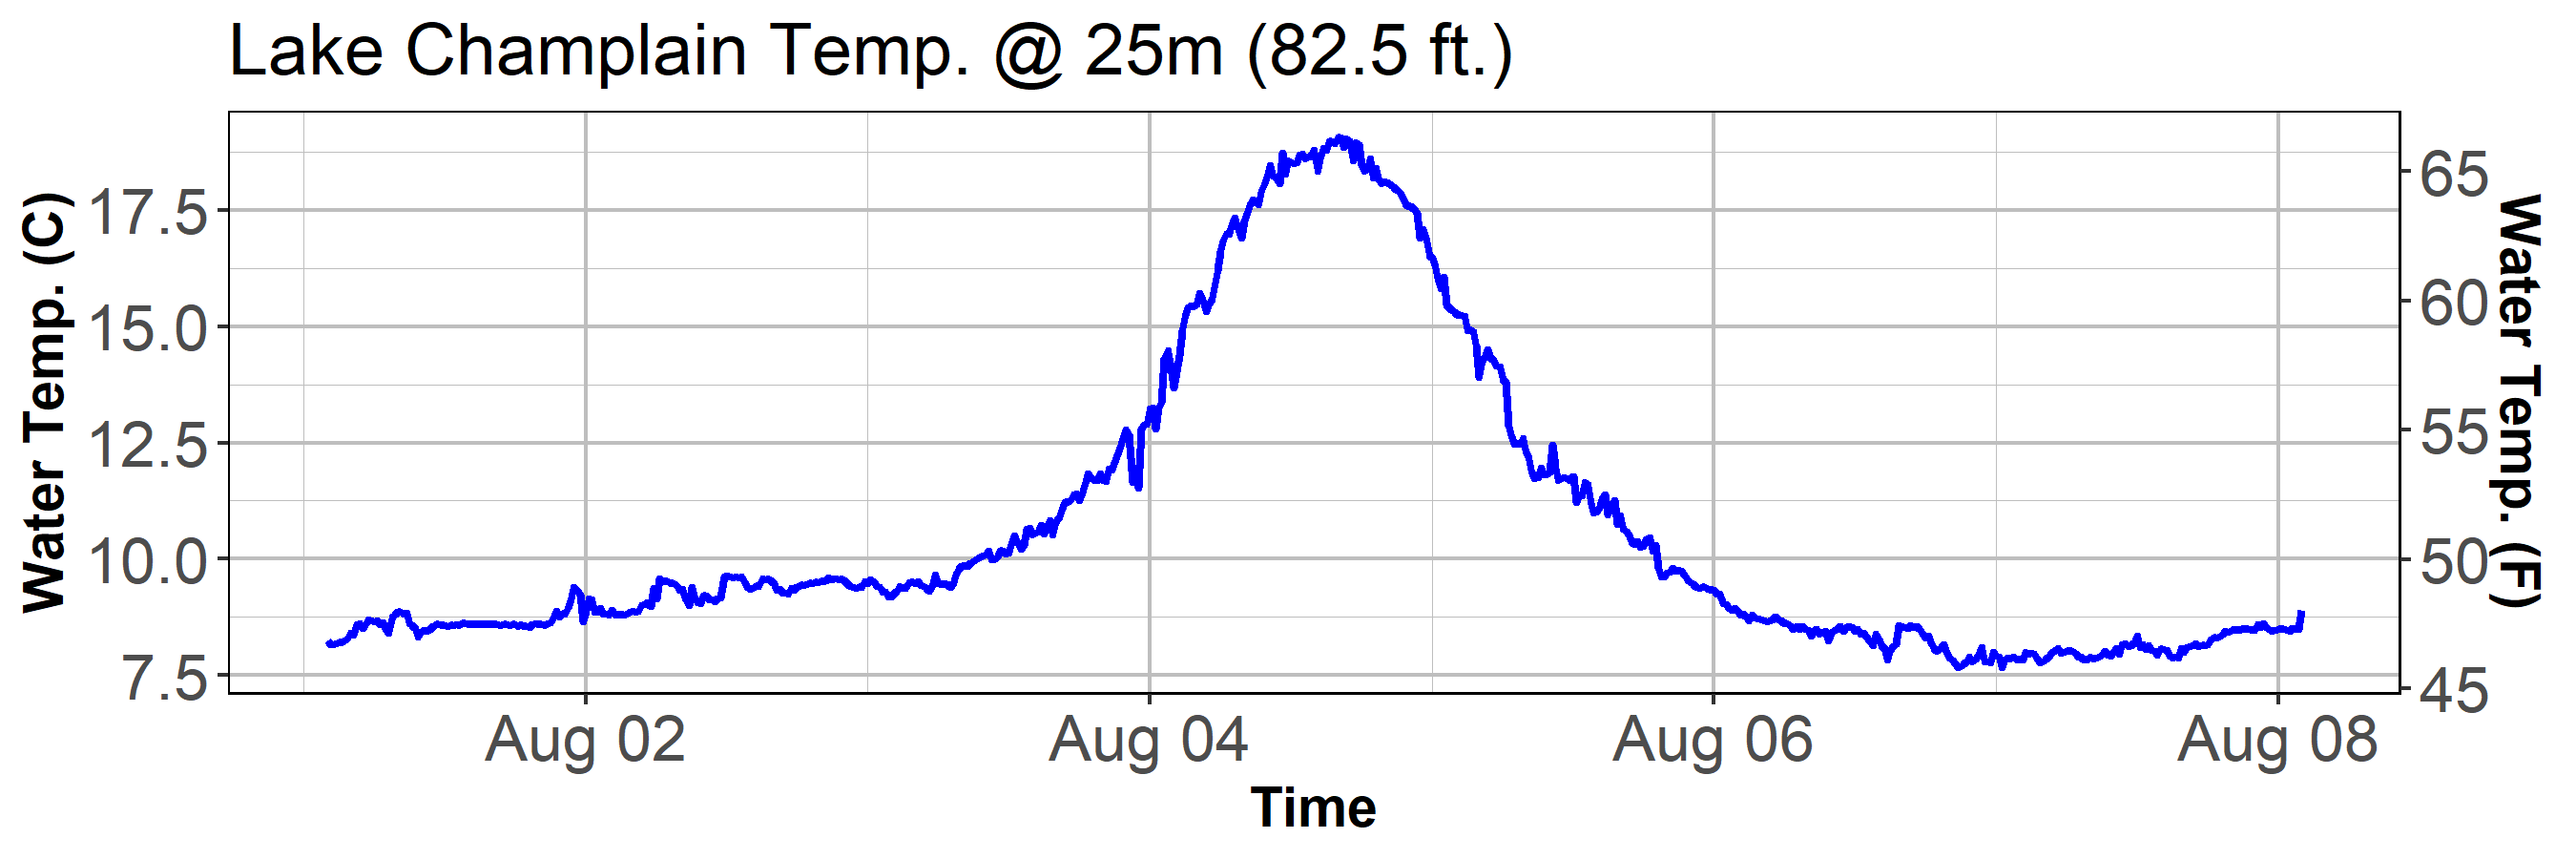 Lake Champlain Temp. @ 25m (82.5 ft.)
Water Temp. (C)
17.5
15.0
12.5
10.0
7.5
65
60
55
50
45
Water Temp. (F)
Aug 02 Aug 04 Aug 06 Aug 08
Time